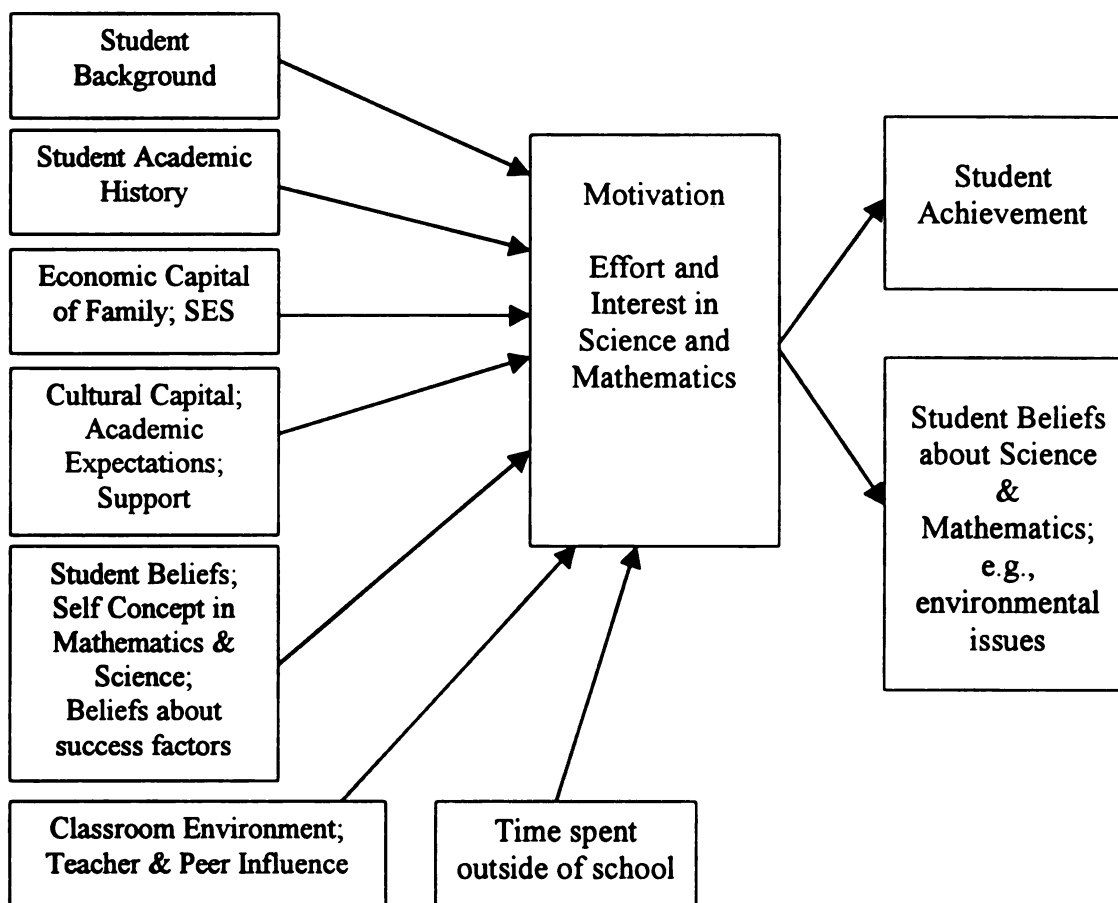 Student
Background
Student Academic
History
Economic Capital
of Family; SES
Cultural Capital;
Academic
Expectations;
Support
Student Beliefs;
Self Concept in
Mathematics &
Science;
Beliefs about
success factors
Classroom Environment;
Teacher & Peer Influence
Time spent
outside of school
Motivation
Effort and
Interest in
Science and
Mathematics
Student
Achievement
Student Beliefs
about Science
&
Mathematics;
e.g.,
environmental
issues